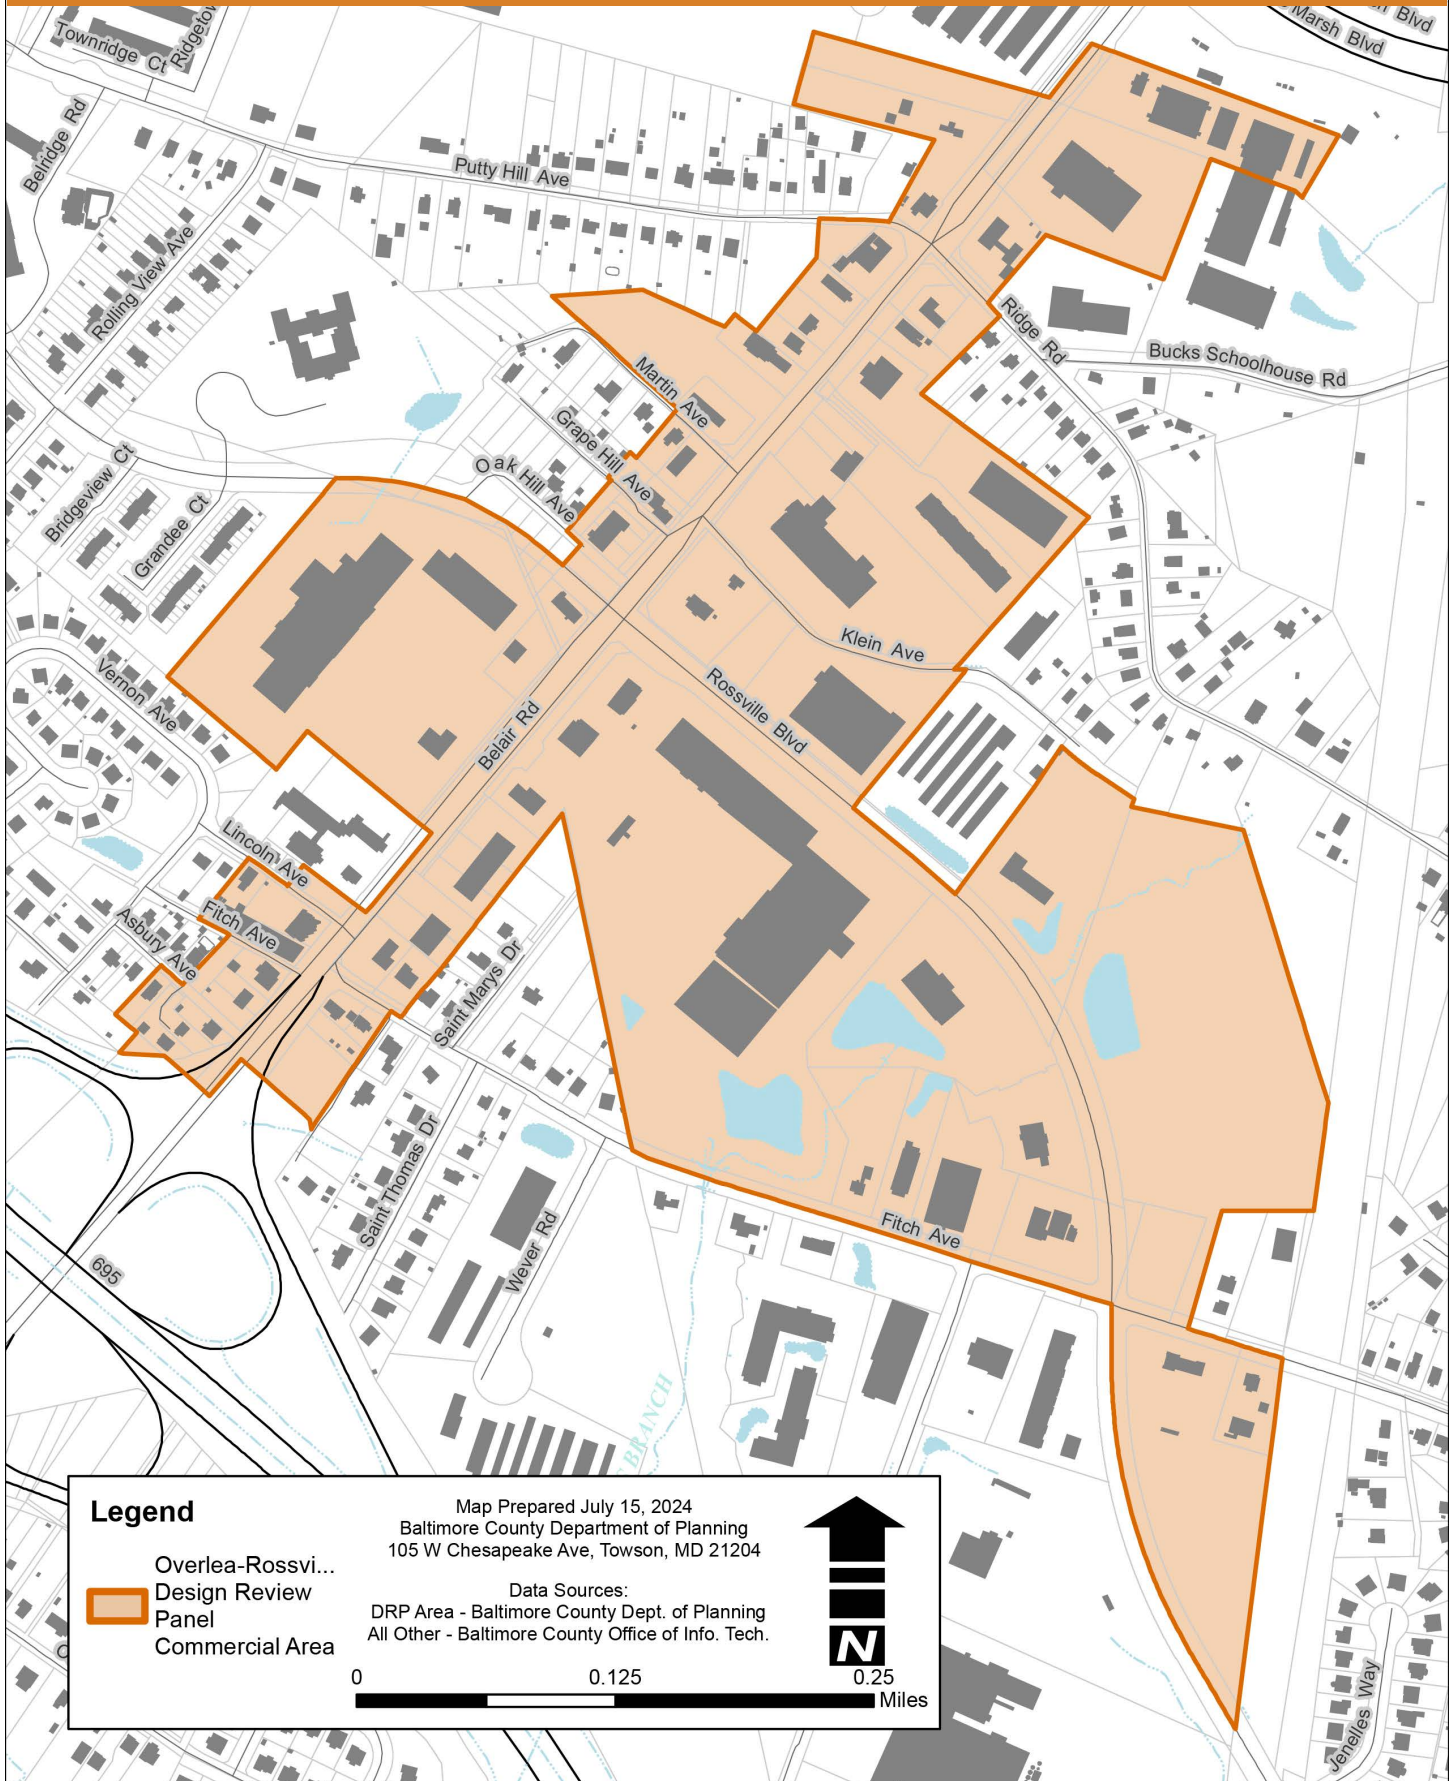 Townridge Ct
Marsh Blvd
Blvd
Belridge Rd
Putty Hill Ave
Rolling View Ave
Ridge Rd
Bucks Schoolhouse Rd
Martin Ave
Grape Hill Ave
Oak Hill Ave
Bridgeview Ct
Grandee Ct
Klein Ave
Vernon Ave
Rossville Blvd
Belair Rd
Lincoln Ave
Fitch Ave
Asbury Ave
Saint Marys Dr
Saint Thomas Dr
Fitch Ave
Wever Rd
695
BRANCH
Legend
Overlea-Rossvi...
Design Review
Panel
Commercial Area
Map Prepared July 15, 2024
Baltimore County Department of Planning
105 W Chesapeake Ave, Towson, MD 21204
Data Sources:
DRP Area - Baltimore County Dept. of Planning
All Other - Baltimore County Office of Info. Tech.
N
0 0.125 0.25
Miles
Jenelles Way